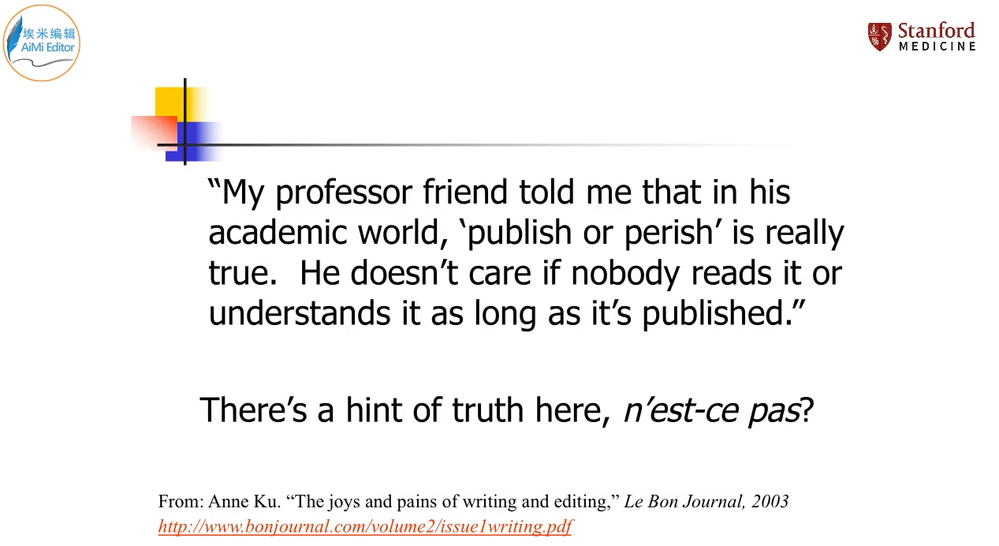 埃米编辑
AiMi Editor
Stanford
MEDICINE
“My professor friend told me that in his
academic world, ‘publish or perish’ is really
true.  He doesn’t care if nobody reads it or
understands it as long as it’s published.”
There’s a hint of truth here, n’est-ce pas?
From: Anne Ku. “The joys and pains of writing and editing,” Le Bon Journal, 2003
http://www.bonjournal.com/volume2/issue1writing.pdf